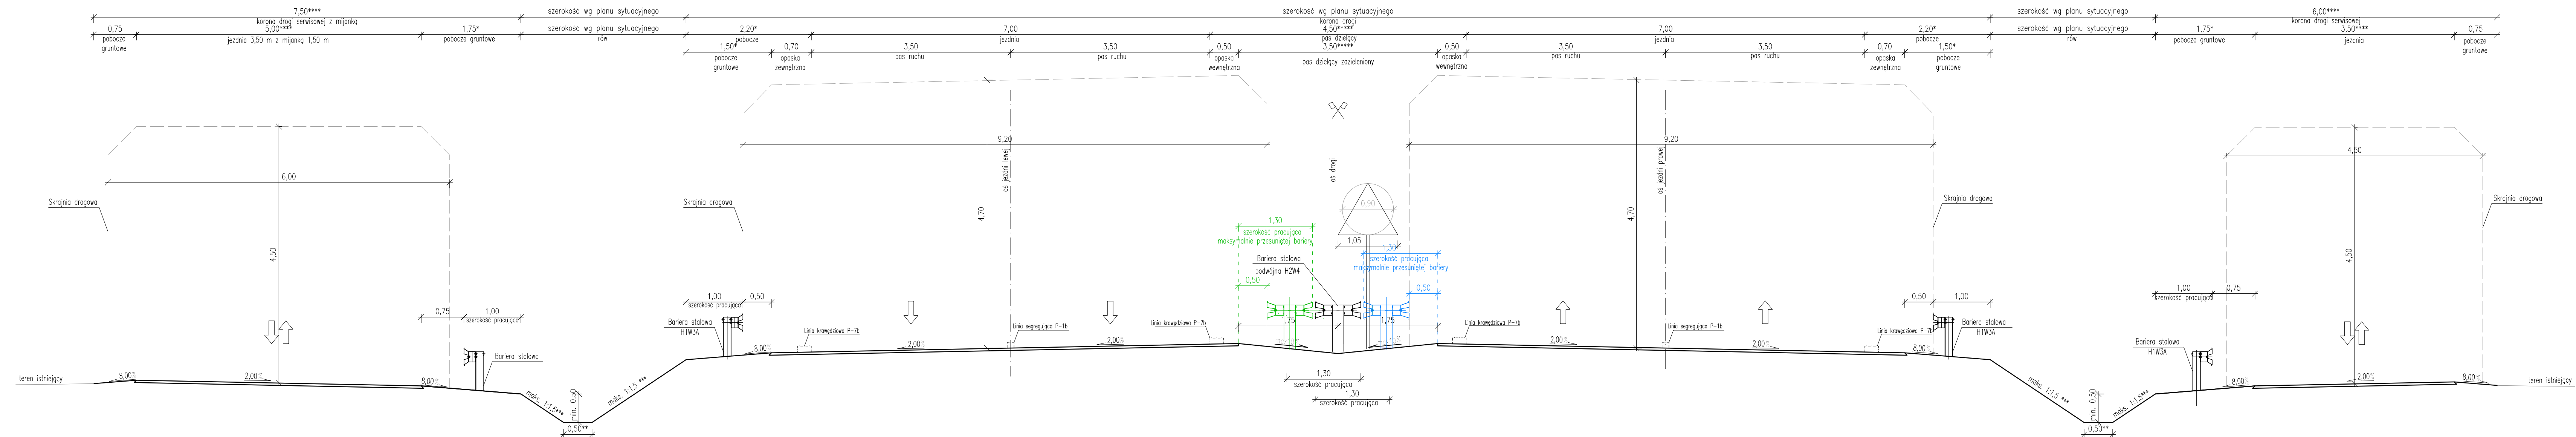 7,50****
korona drogi serwisowej z mijanką
szerokość wg planu sytuacyjnego
szerokość wg planu sytuacyjnego
korona drogi
szerokość wg planu sytuacyjnego
6,00****
korona drogi serwisowej
0,75
pobocze
gruntowe
5,00****
jezdnia 3,50 m z mijanką 1,50 m
1,75*
pobocze gruntowe
szerokość wg planu sytuacyjnego
rów
2,20*
pobocze
7,00
jezdnia
4,50*****
pas dzielący
7,00
jezdnia
2,20*
pobocze
szerokość wg planu sytuacyjnego
rów
1,75*
pobocze gruntowe
3,50****
jezdnia
0,75
pobocze
gruntowe
1,50*
pobocze
gruntowe
0,70
opaska
zewnętrzna
3,50
pas ruchu
3,50
pas ruchu
0,50
opaska
wewnętrzna
3,50*****
pas dzielący zazieleniony
0,50
opaska
wewnętrzna
3,50
pas ruchu
3,50
pas ruchu
0,70
opaska
zewnętrzna
1,50*
pobocze
gruntowe
Skrajnia drogowa
6,00
4,50
0,75
1,00
szerokość pracująca
Bariera stalowa
teren istniejący
8,00%
2,00%
8,00%
maks. 1:1,5***
min. 0,50
0,50**
maks. 1:1,5 ***
Skrajnia drogowa
9,20
oś jezdni lewej
4,70
1,00
szerokość pracująca
0,50
Bariera stalowa
H1W3A
8,00%
Linia krawędziowa P-7b
2,00%
Linia segregująca P-1b
2,00%
Linia krawędziowa P-7b
oś drogi
0,90
1,30
szerokość pracująca
maksymalnie przesuniętej bariery
1,05
1,30
szerokość pracująca
maksymalnie przesuniętej bariery
Bariera stalowa
podwójna H2W4
0,50
0,50
1,75
1,75
1,30
szerokość pracująca
1,30
szerokość pracująca
9,20
oś jezdni prawej
4,70
Linia krawędziowa P-7b
2,00%
Linia segregująca P-1b
2,00%
Linia krawędziowa P-7b
8,00%
Skrajnia drogowa
0,50
1,00
Bariera stalowa
H1W3A
maks. 1:1,5 ***
min. 0,50
0,50**
maks. 1:1,5***
4,50
4,50
Skrajnia drogowa
1,00
szerokość pracująca
0,75
Bariera stalowa
H1W3A
8,00%
2,00%
8,00%
teren istniejący